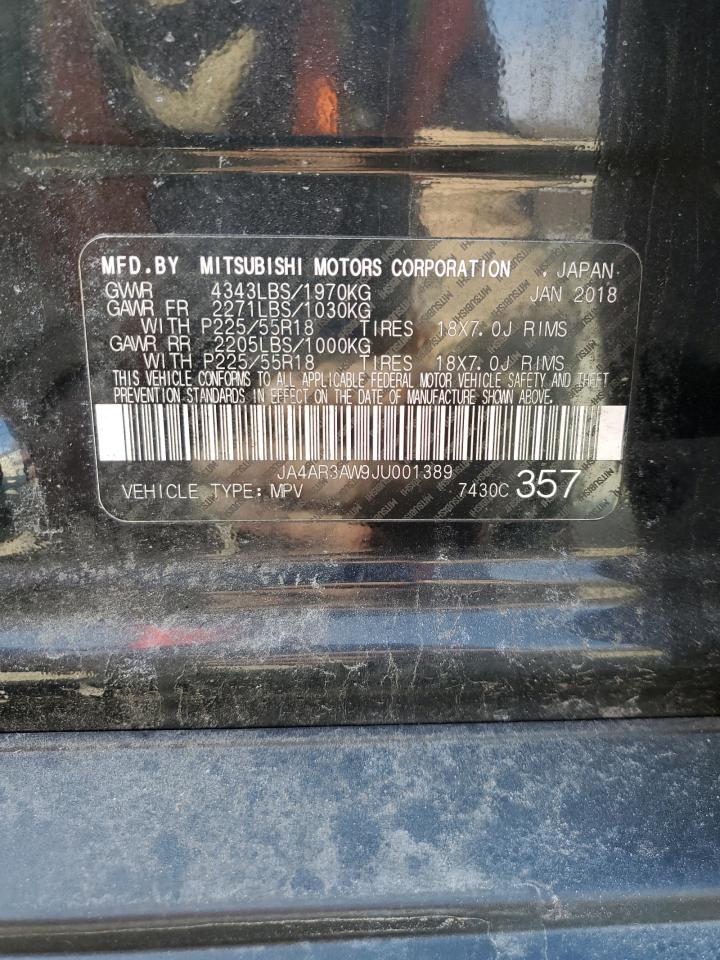 MFD.BY MITSUBISHI MOTORS CORPORATION JAPAN
GVWR 4343LBS/1970KG JAN 2018
GAWR FR 2271LBS/1030KG
WITH P225/55R18 TIRES 18X7.0J RIMS
GAWR RR 2205LBS/1000KG
WITH P225/55R18 TIRES 18X7.0J RIMS
THIS VEHICLE CONFORMS TO ALL APPLICABLE FEDERAL MOTOR VEHICLE SAFETY AND THEFT
PREVENTION STANDARDS IN EFFECT ON THE DATE OF MANUFACTURE SHOWN ABOVE.
JA4AR3AW9JU001389
VEHICLE TYPE:MPV 7430C 357